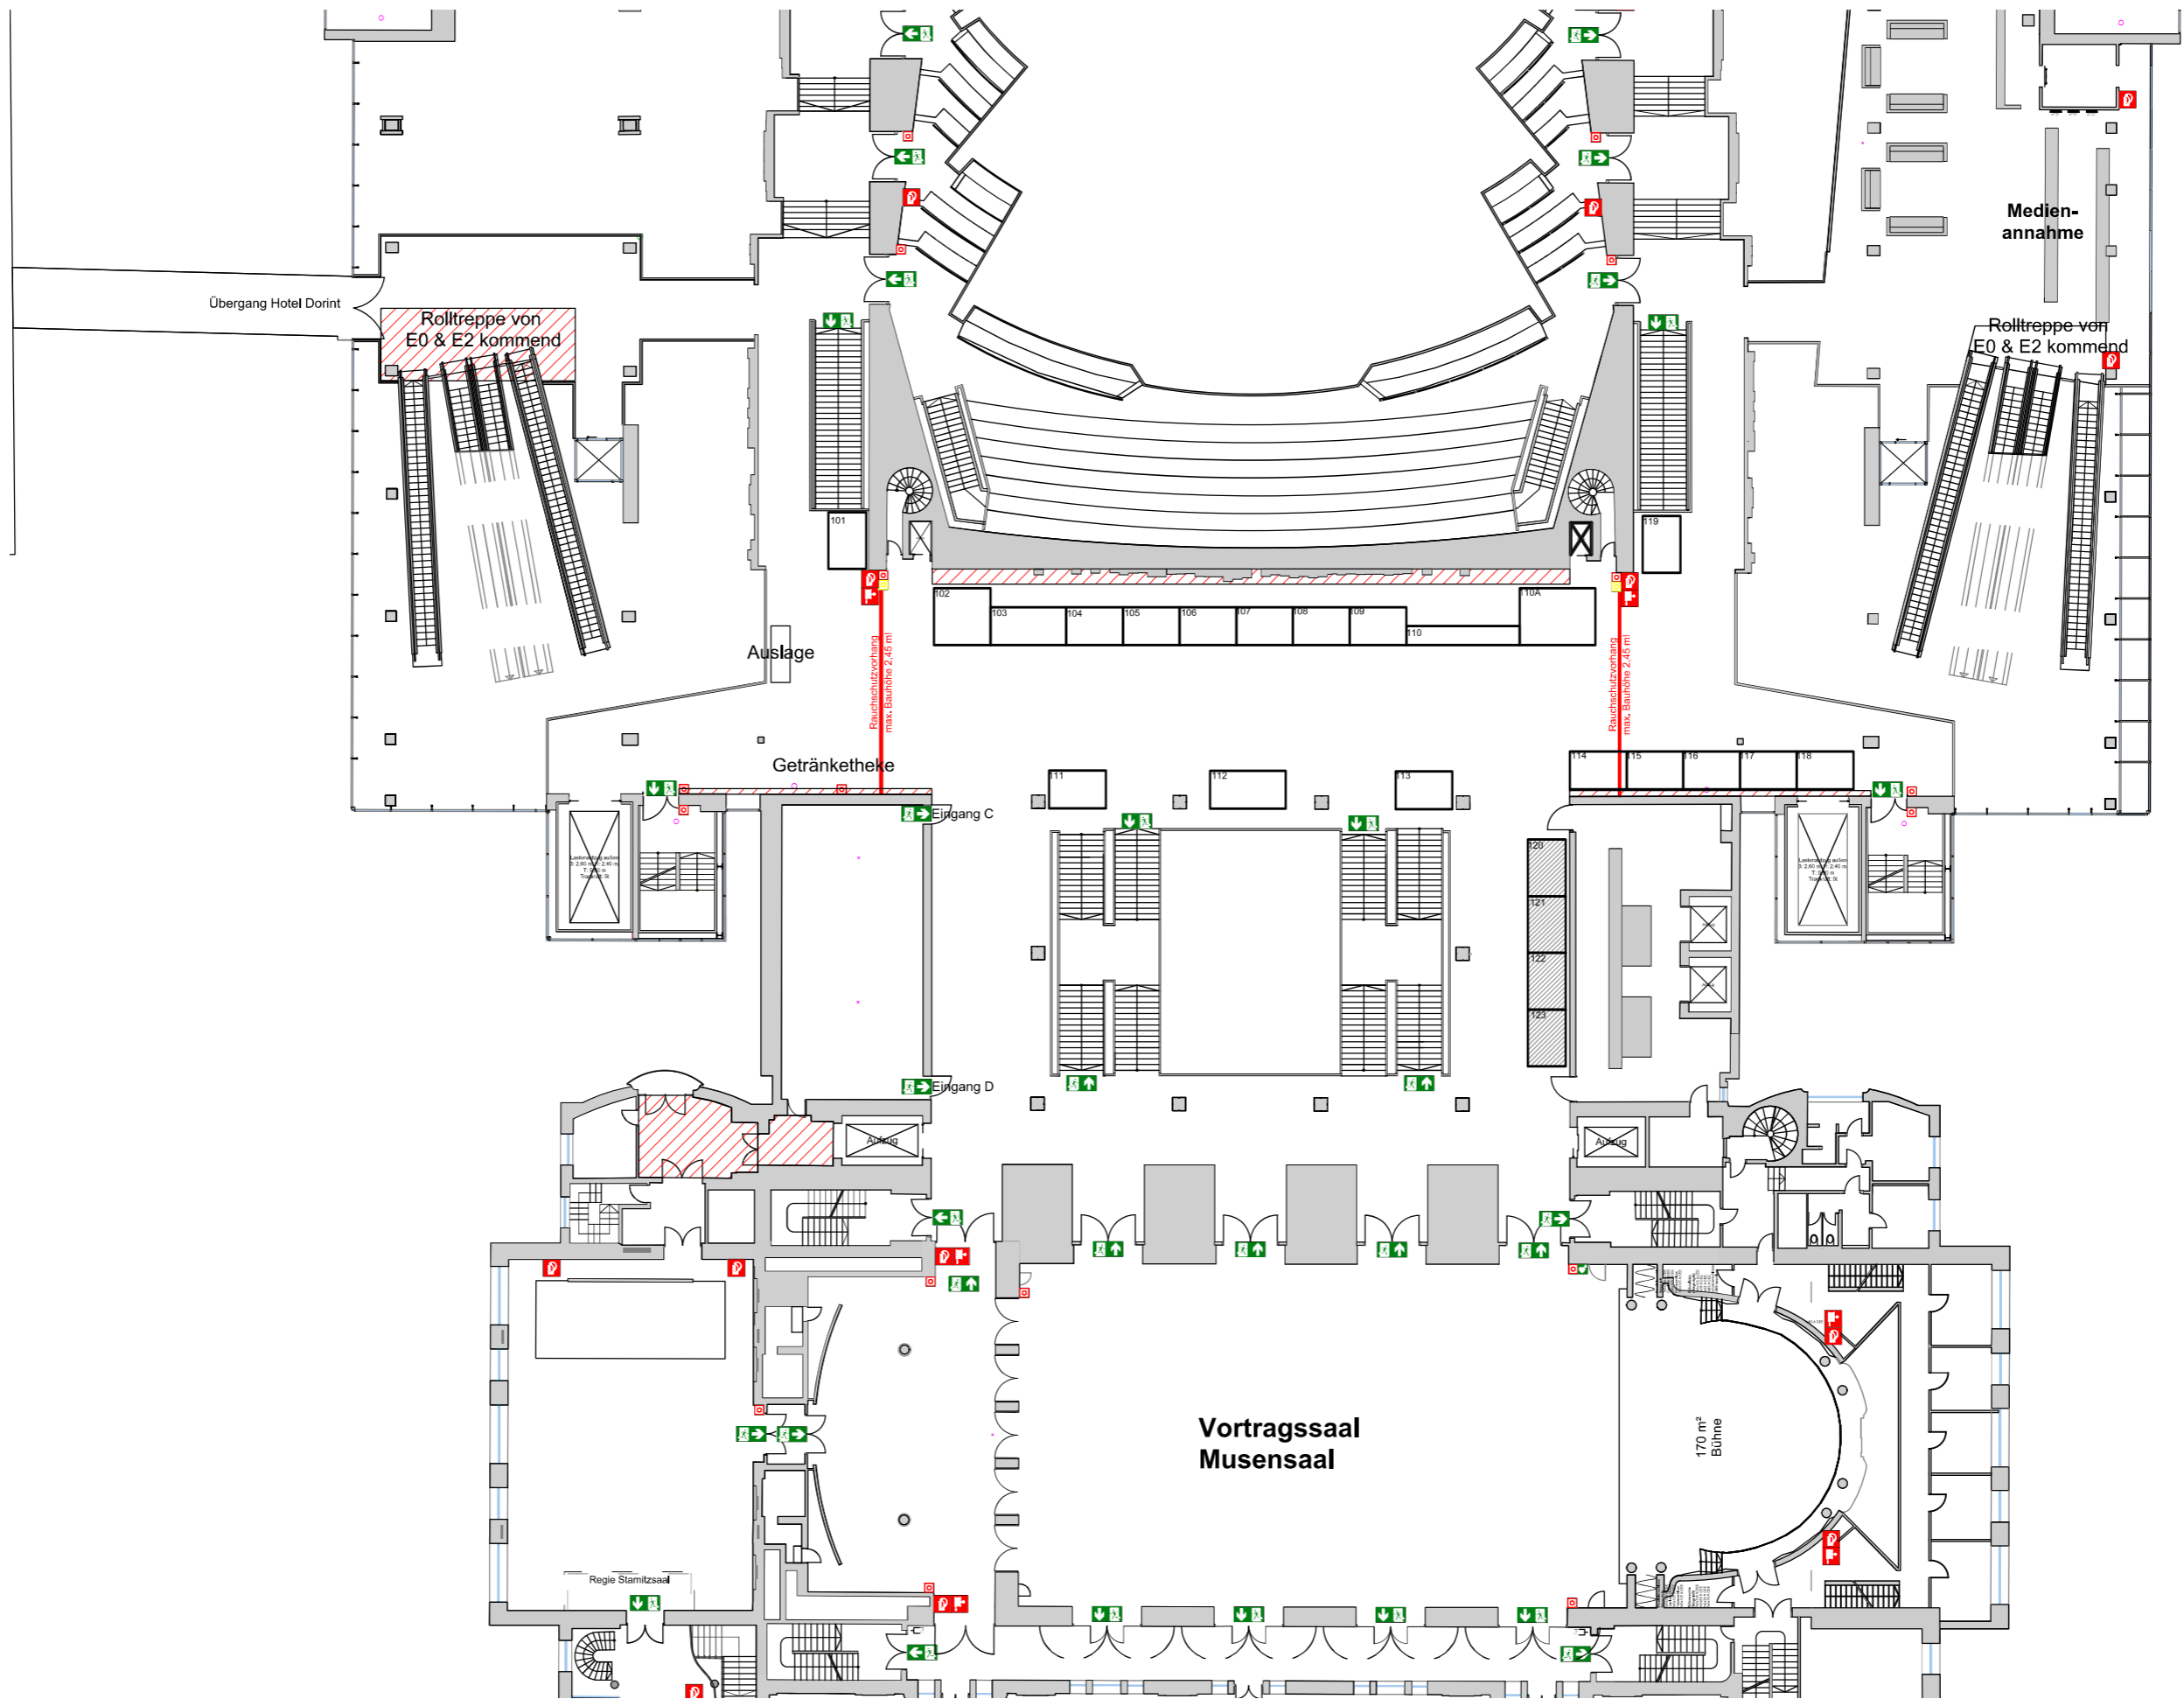 Medien-
annahme
Übergang Hotel Dorint
Rolltreppe von
E0 & E2 kommend
Rolltreppe von
E0 & E2 kommend
101
119
102
103
104
105
106
107
108
109
110
110A
Auslage
Rauchschutzvorhang
max. Bauhöhe 2,45 m!
Rauchschutzvorhang
max. Bauhöhe 2,45 m!
Getränketheke
111
112
113
114
115
116
117
118
Eingang C
120
121
122
123
Eingang D
Aufzug
Aufzug
Vortragssaal
Musensaal
170 m²
Bühne
Regie Stamitzsaal